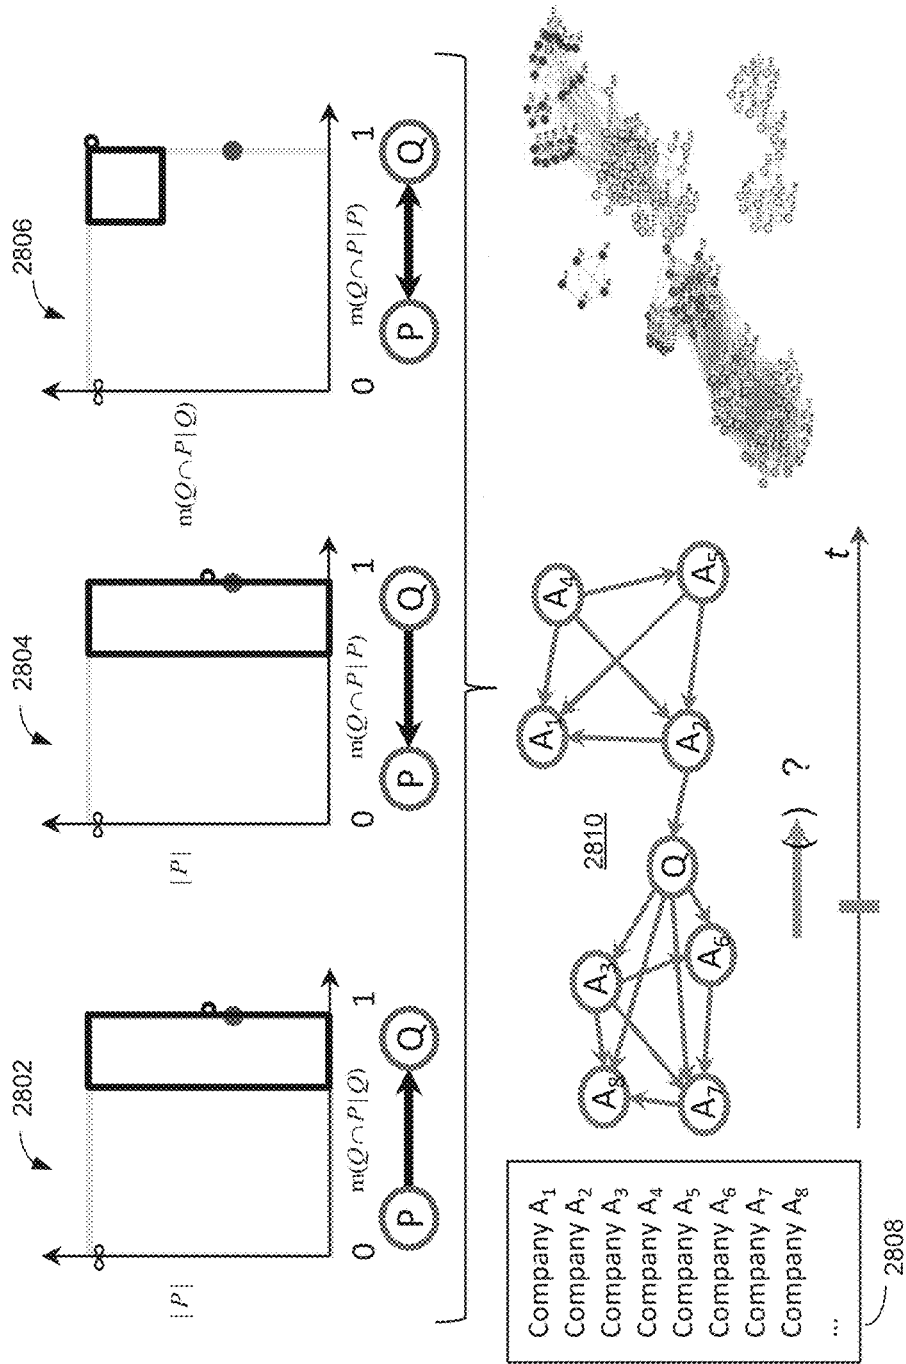 2802
2804
2806
|P|
∞
0
1
m(Q∩P|Q)
P
Q
|P|
∞
0
1
m(Q∩P|P)
P
Q
m(Q∩P|Q)
∞
0
1
m(Q∩P|P)
P
Q
Company A₁
Company A₂
Company A₃
Company A₄
Company A₅
Company A₆
Company A₇
Company A₈
...
2808
2810
A₈
A₃
A₇
A₆
Q
A₁
A₄
A₅
( ) ?
t